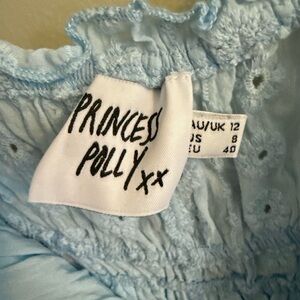 PRINCESS
POLLY xx
AU/UK 12
US 8
EU 40